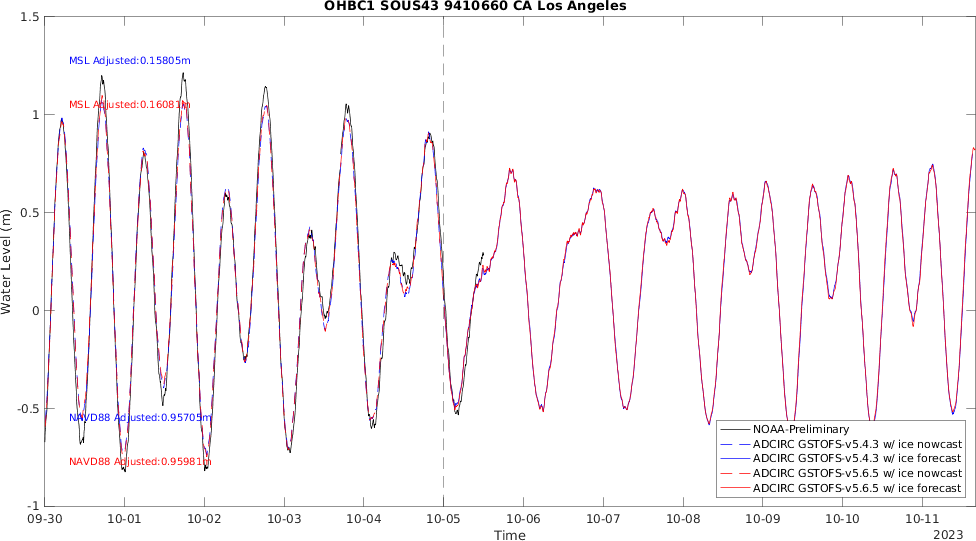 OHBC1 SOUS43 9410660 CA Los Angeles
1.5
1
0.5
0
-0.5
-1
Water Level (m)
MSL Adjusted:0.15805m
MSL Adjusted:0.16081m
NAVD88 Adjusted:0.95705m
NAVD88 Adjusted:0.95981m
NOAA-Preliminary
ADCIRC GSTOFS-v5.4.3 w/ ice nowcast
ADCIRC GSTOFS-v5.4.3 w/ ice forecast
ADCIRC GSTOFS-v5.6.5 w/ ice nowcast
ADCIRC GSTOFS-v5.6.5 w/ ice forecast
09-30 10-01 10-02 10-03 10-04 10-05 10-06 10-07 10-08 10-09 10-10 10-11
Time
2023